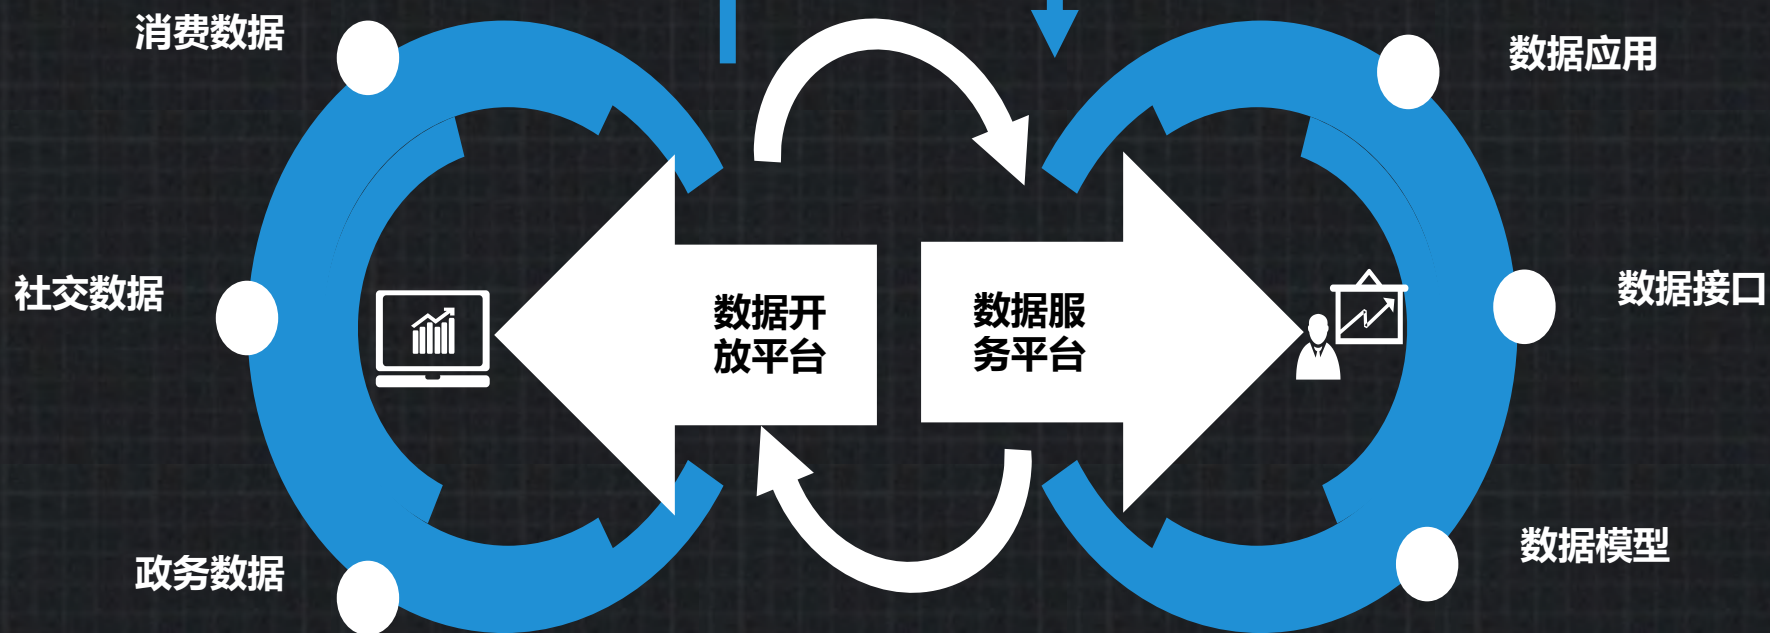 消费数据
数据应用
社交数据
数据开
放平台
数据服
务平台
数据接口
政务数据
数据模型